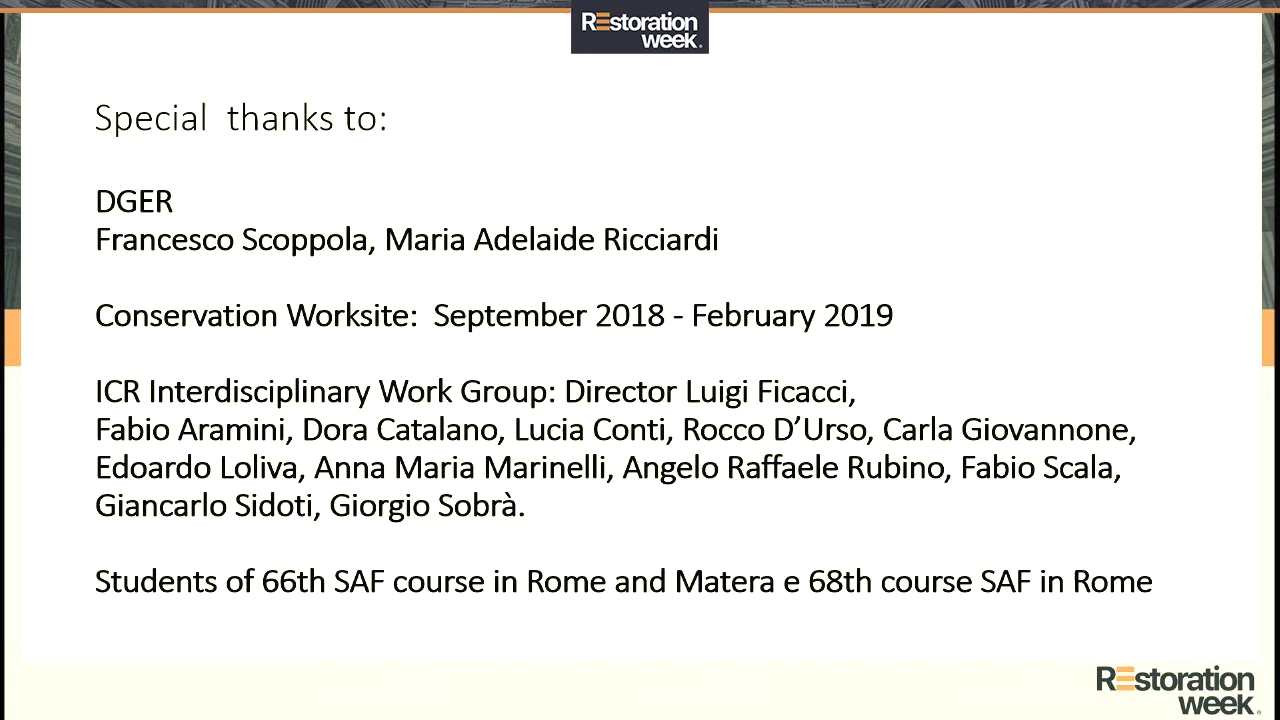 REstoration
week.
Special thanks to:
DGER
Francesco Scoppola, Maria Adelaide Ricciardi
Conservation Worksite: September 2018 - February 2019
ICR Interdisciplinary Work Group: Director Luigi Ficacci,
Fabio Aramini, Dora Catalano, Lucia Conti, Rocco D’Urso, Carla Giovannone,
Edoardo Loliva, Anna Maria Marinelli, Angelo Raffaele Rubino, Fabio Scala,
Giancarlo Sidoti, Giorgio Sobrà.
Students of 66th SAF course in Rome and Matera e 68th course SAF in Rome
REstoration
week.